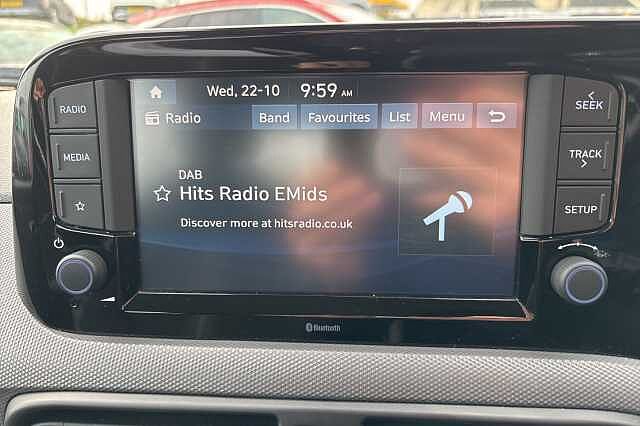 Wed, 22-10 9:59 AM
Radio Band Favourites List Menu
DAB
Hits Radio EMids
Discover more at hitsradio.co.uk
RADIO
MEDIA
< SEEK
TRACK >
SETUP
Bluetooth